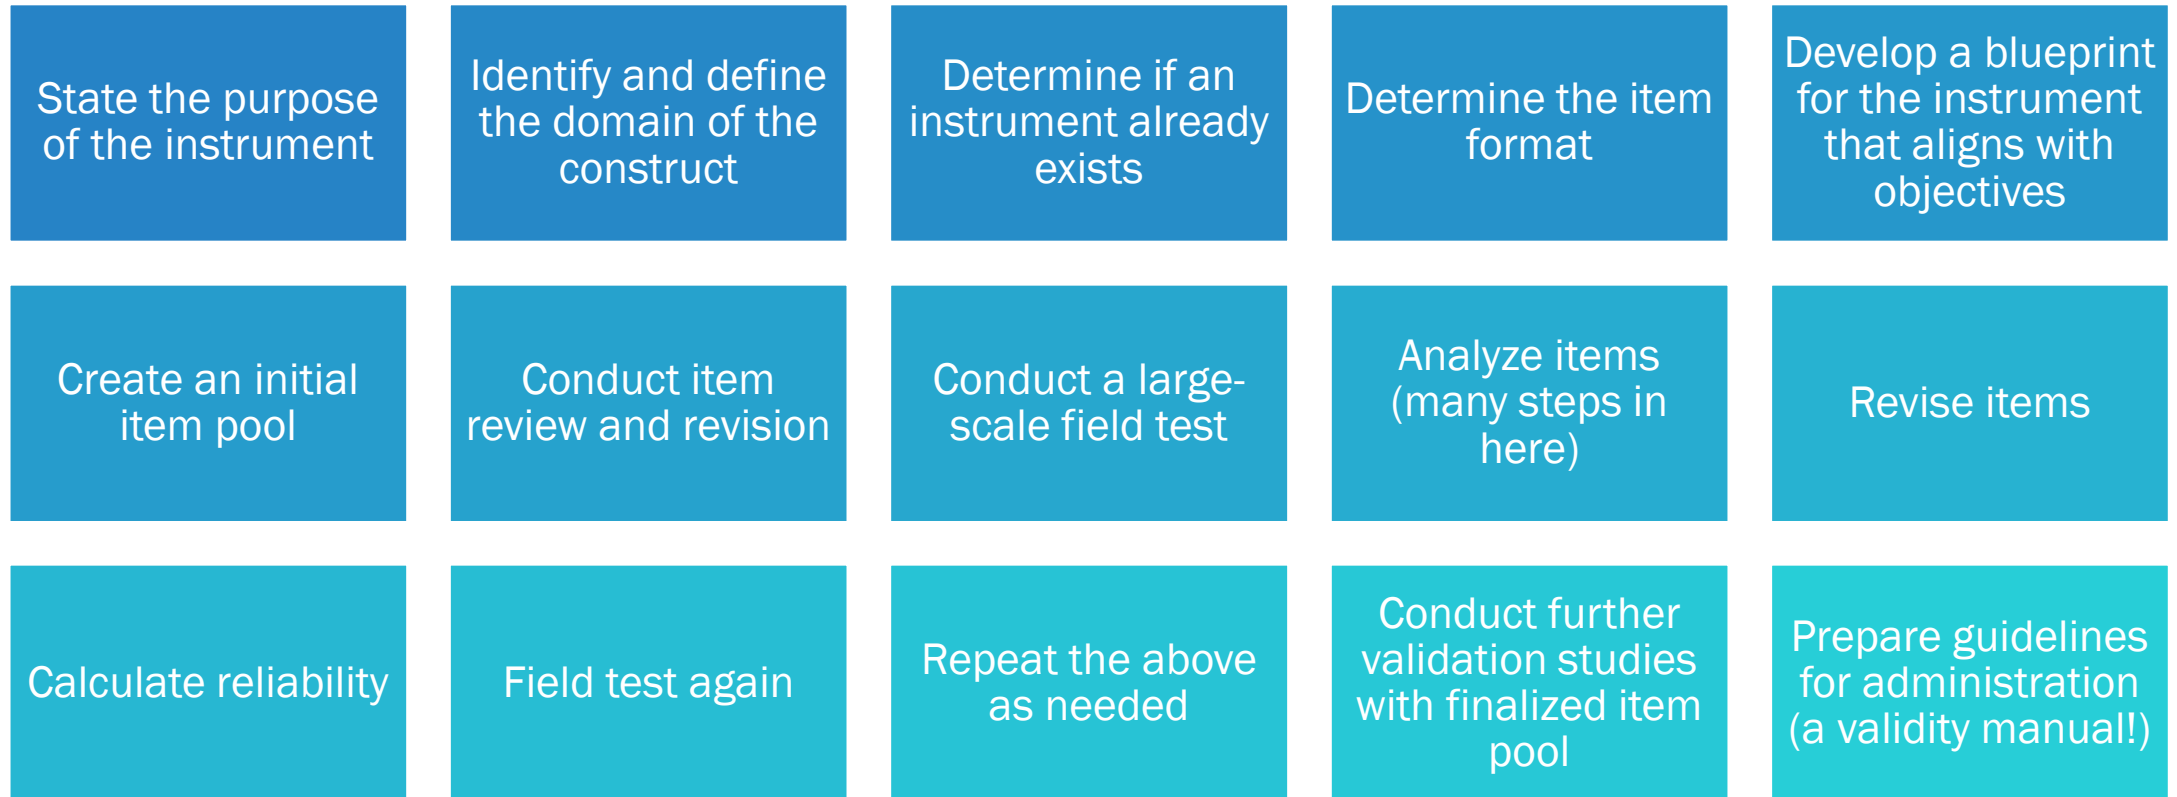 State the purpose
of the instrument
Identify and define
the domain of the
construct
Determine if an
instrument already
exists
Determine the item
format
Develop a blueprint
for the instrument
that aligns with
objectives
Create an initial
item pool
Conduct item
review and revision
Conduct a large-
scale field test
Analyze items
(many steps in
here)
Revise items
Calculate reliability
Field test again
Repeat the above
as needed
Conduct further
validation studies
with finalized item
pool
Prepare guidelines
for administration
(a validity manual!)